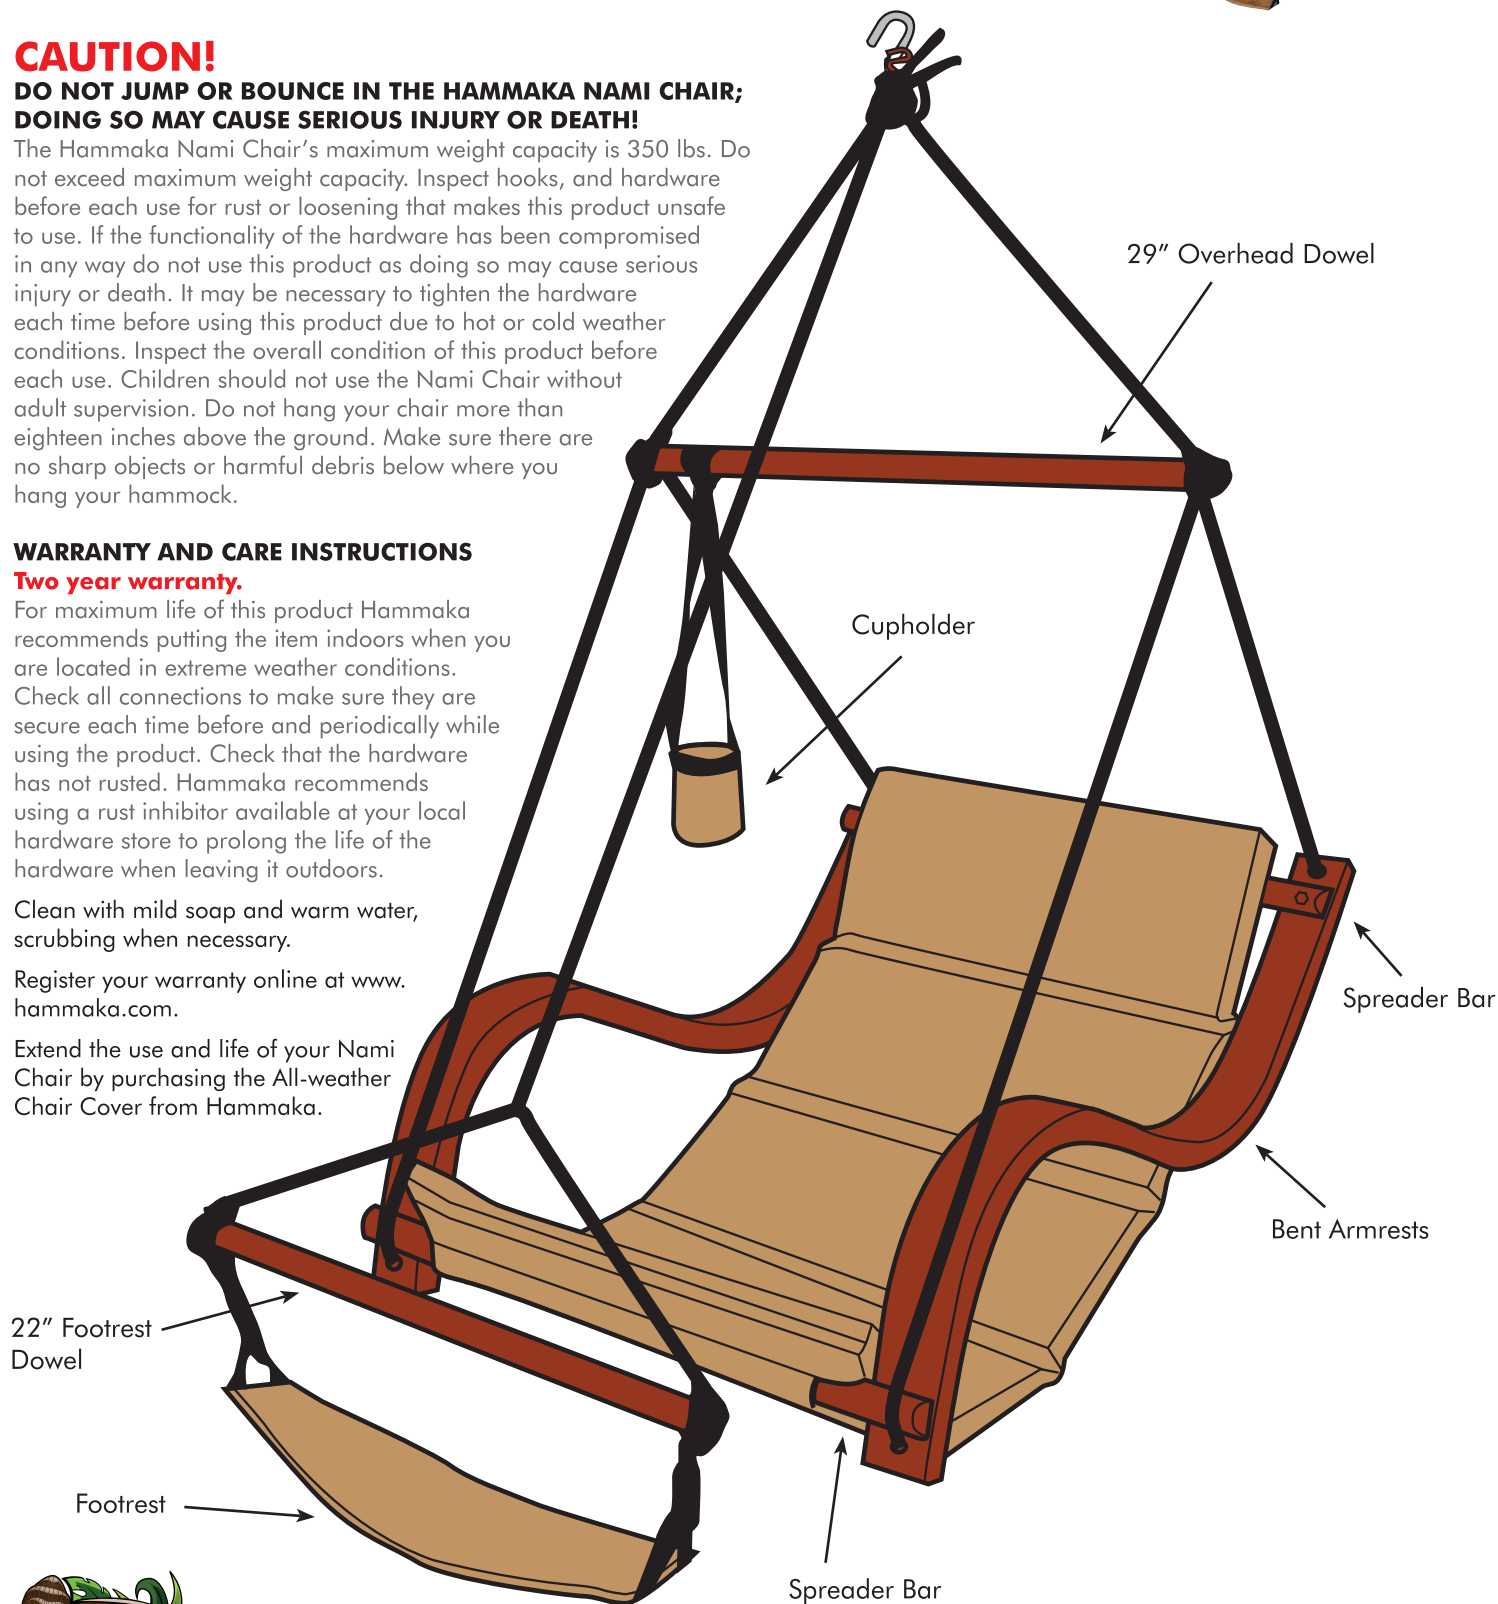 CAUTION!
DO NOT JUMP OR BOUNCE IN THE HAMMAKA NAMI CHAIR;
DOING SO MAY CAUSE SERIOUS INJURY OR DEATH!
The Hammaka Nami Chair's maximum weight capacity is 350 lbs. Do
not exceed maximum weight capacity. Inspect hooks, and hardware
before each use for rust or loosening that makes this product unsafe
to use. If the functionality of the hardware has been compromised
in any way do not use this product as doing so may cause serious
injury or death. It may be necessary to tighten the hardware
each time before using this product due to hot or cold weather
conditions. Inspect the overall condition of this product before
each use. Children should not use the Nami Chair without
adult supervision. Do not hang your chair more than
eighteen inches above the ground. Make sure there are
no sharp objects or harmful debris below where you
hang your hammock.
WARRANTY AND CARE INSTRUCTIONS
Two year warranty.
For maximum life of this product Hammaka
recommends putting the item indoors when you
are located in extreme weather conditions.
Check all connections to make sure they are
secure each time before and periodically while
using the product. Check that the hardware
has not rusted. Hammaka recommends
using a rust inhibitor available at your local
hardware store to prolong the life of the
hardware when leaving it outdoors.
Clean with mild soap and warm water,
scrubbing when necessary.
Register your warranty online at www.
hammaka.com.
Extend the use and life of your Nami
Chair by purchasing the All-weather
Chair Cover from Hammaka.
29" Overhead Dowel
Cupholder
Spreader Bar
Bent Armrests
22" Footrest
Dowel
Footrest
Spreader Bar